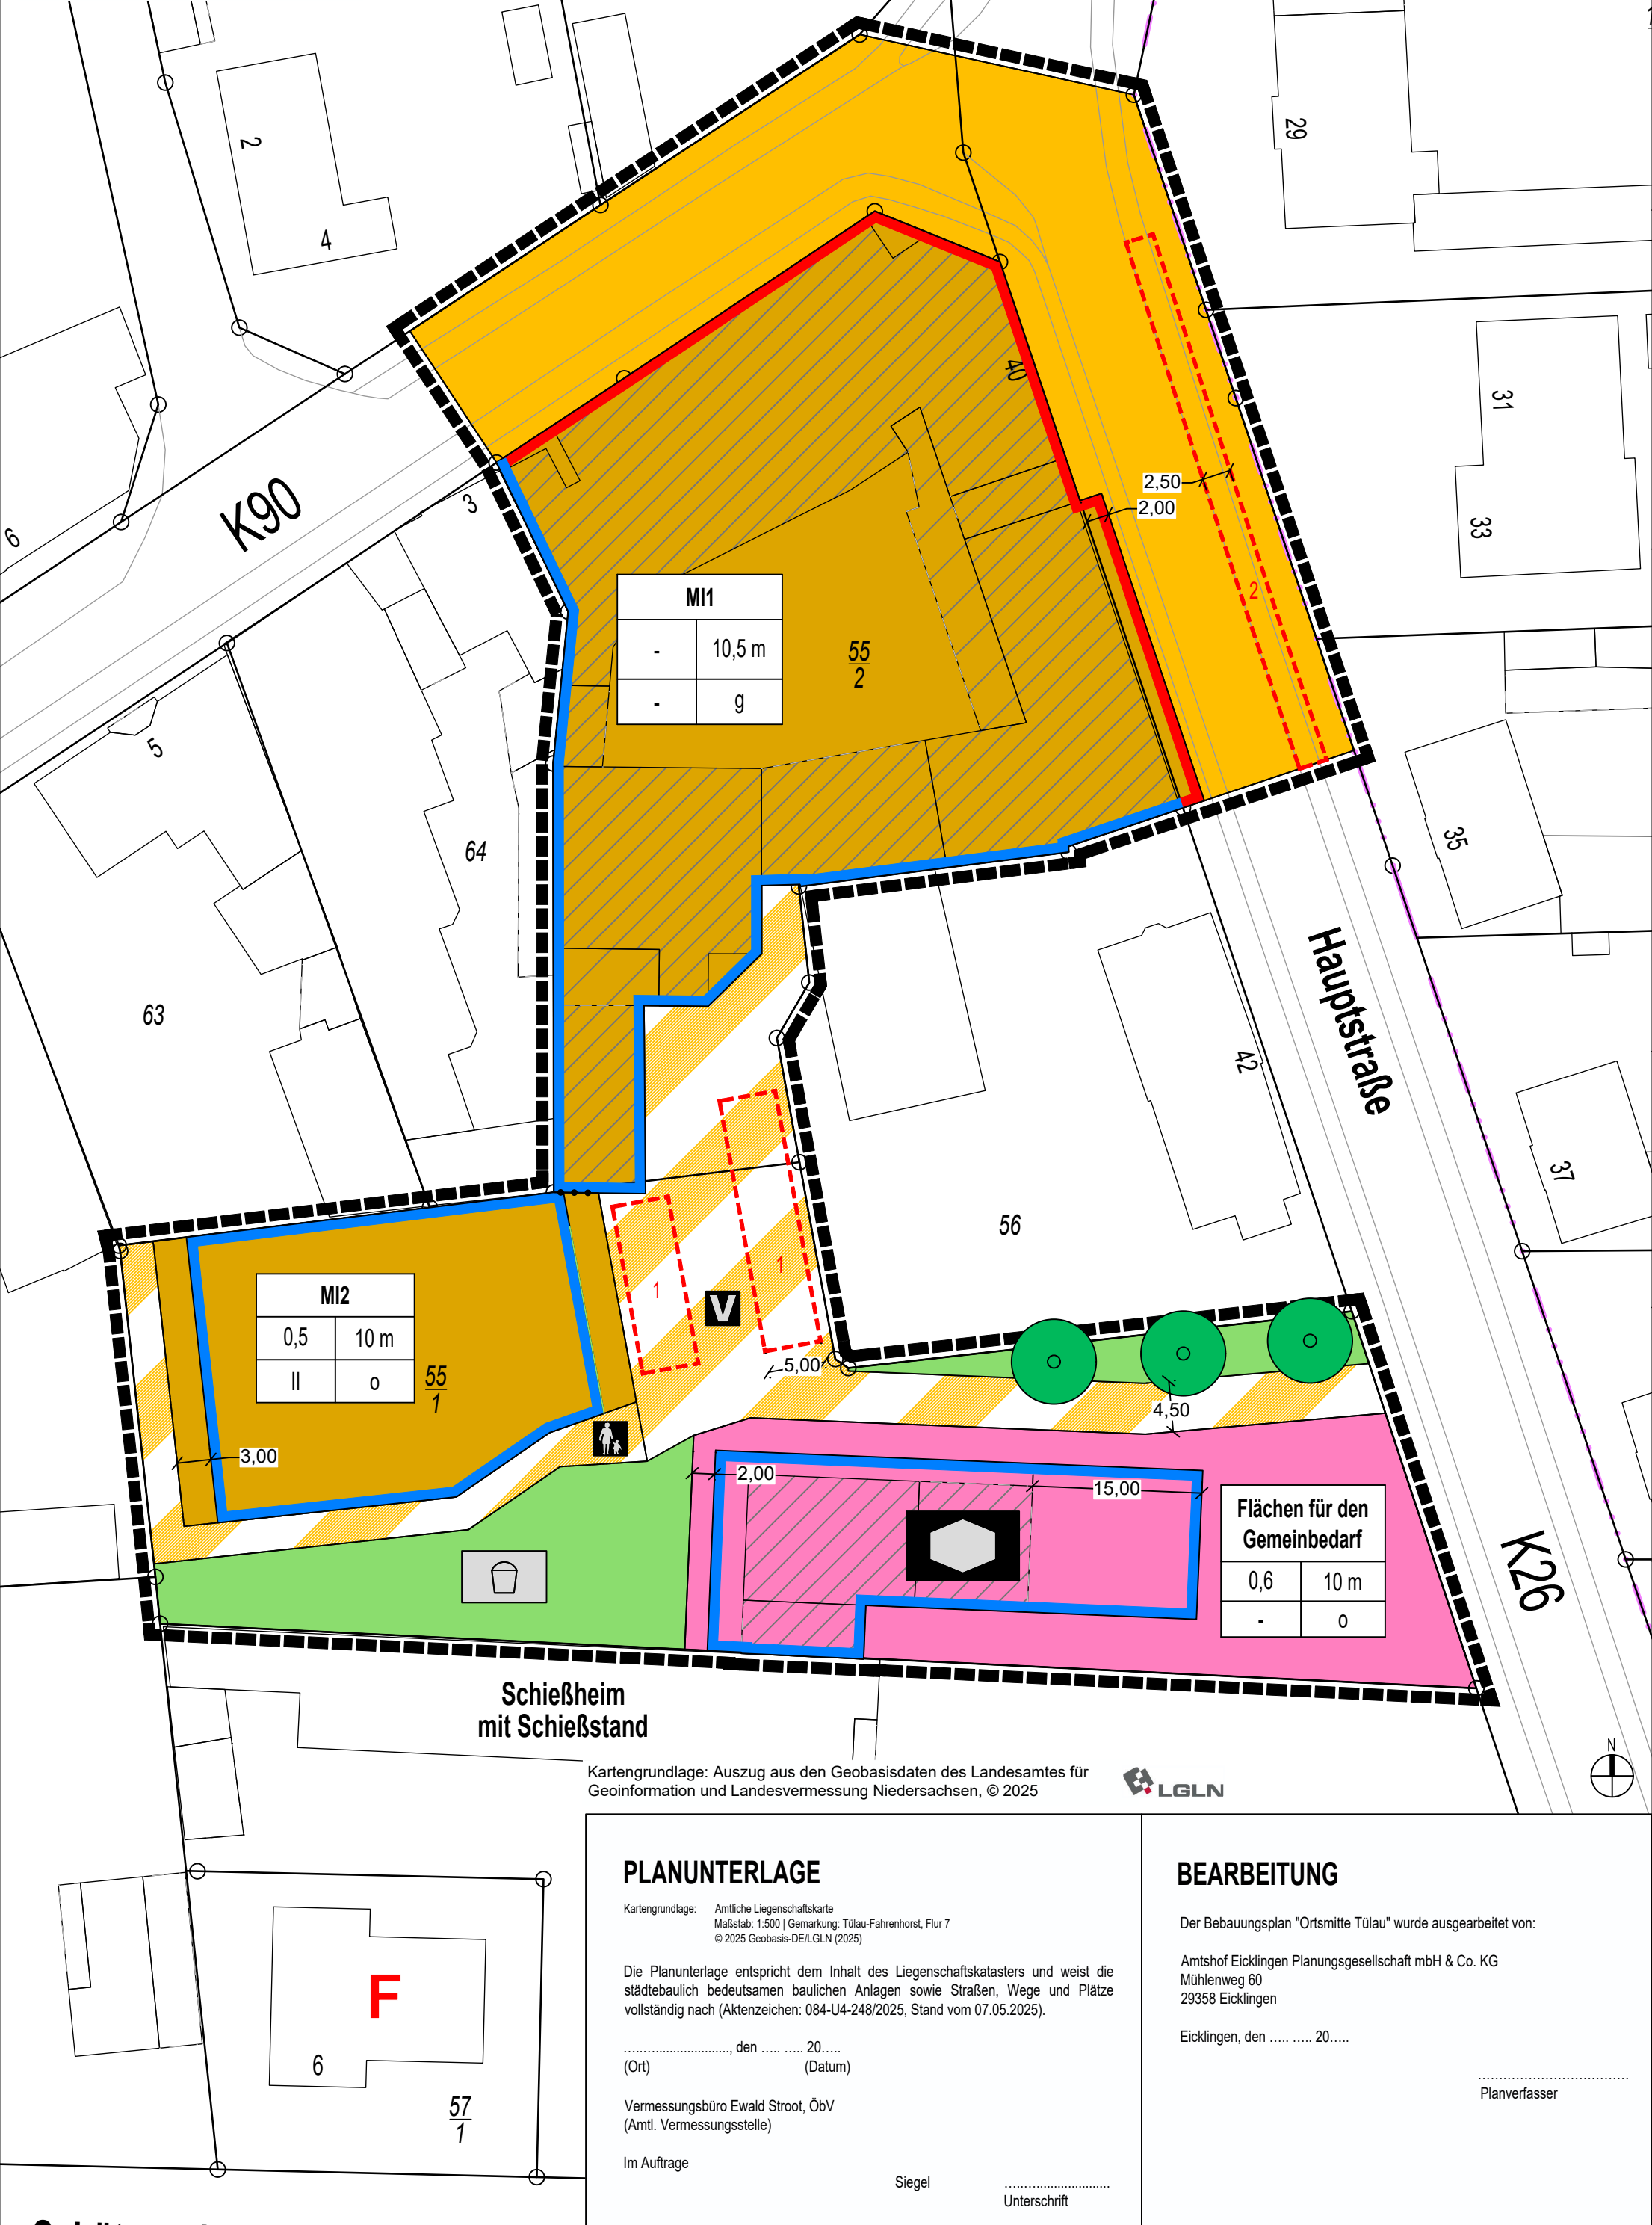 2
4
29
6
K90
3
40
31
33
2,50
2,00
2
MI1
- 10,5 m
- g
55
2
5
64
35
63
Hauptstraße
42
37
56
MI2
0,5 10 m
II o
55
1
1
1
V
5,00
4,50
3,00
2,00
15,00
Flächen für den
Gemeinbedarf
0,6 10 m
- o
K26
Schießheim
mit Schießstand
N
Kartengrundlage: Auszug aus den Geobasisdaten des Landesamtes für
Geoinformation und Landesvermessung Niedersachsen, © 2025
LGLN
PLANUNTERLAGE
Kartengrundlage: Amtliche Liegenschaftskarte
Maßstab: 1:500 | Gemarkung: Tülau-Fahrenhorst, Flur 7
© 2025 Geobasis-DE/LGLN (2025)
Die Planunterlage entspricht dem Inhalt des Liegenschaftskatasters und weist die
städtebaulich bedeutsamen baulichen Anlagen sowie Straßen, Wege und Plätze
vollständig nach (Aktenzeichen: 084-U4-248/2025, Stand vom 07.05.2025).
............................, den ..... ..... 20.....
(Ort) (Datum)
Vermessungsbüro Ewald Stroot, ÖbV
(Amtl. Vermessungsstelle)
Im Auftrage
Siegel
Unterschrift
BEARBEITUNG
Der Bebauungsplan "Ortsmitte Tülau" wurde ausgearbeitet von:
Amtshof Eicklingen Planungsgesellschaft mbH & Co. KG
Mühlenweg 60
29358 Eicklingen
Eicklingen, den ..... ..... 20.....
Planverfasser
F
6
57
1